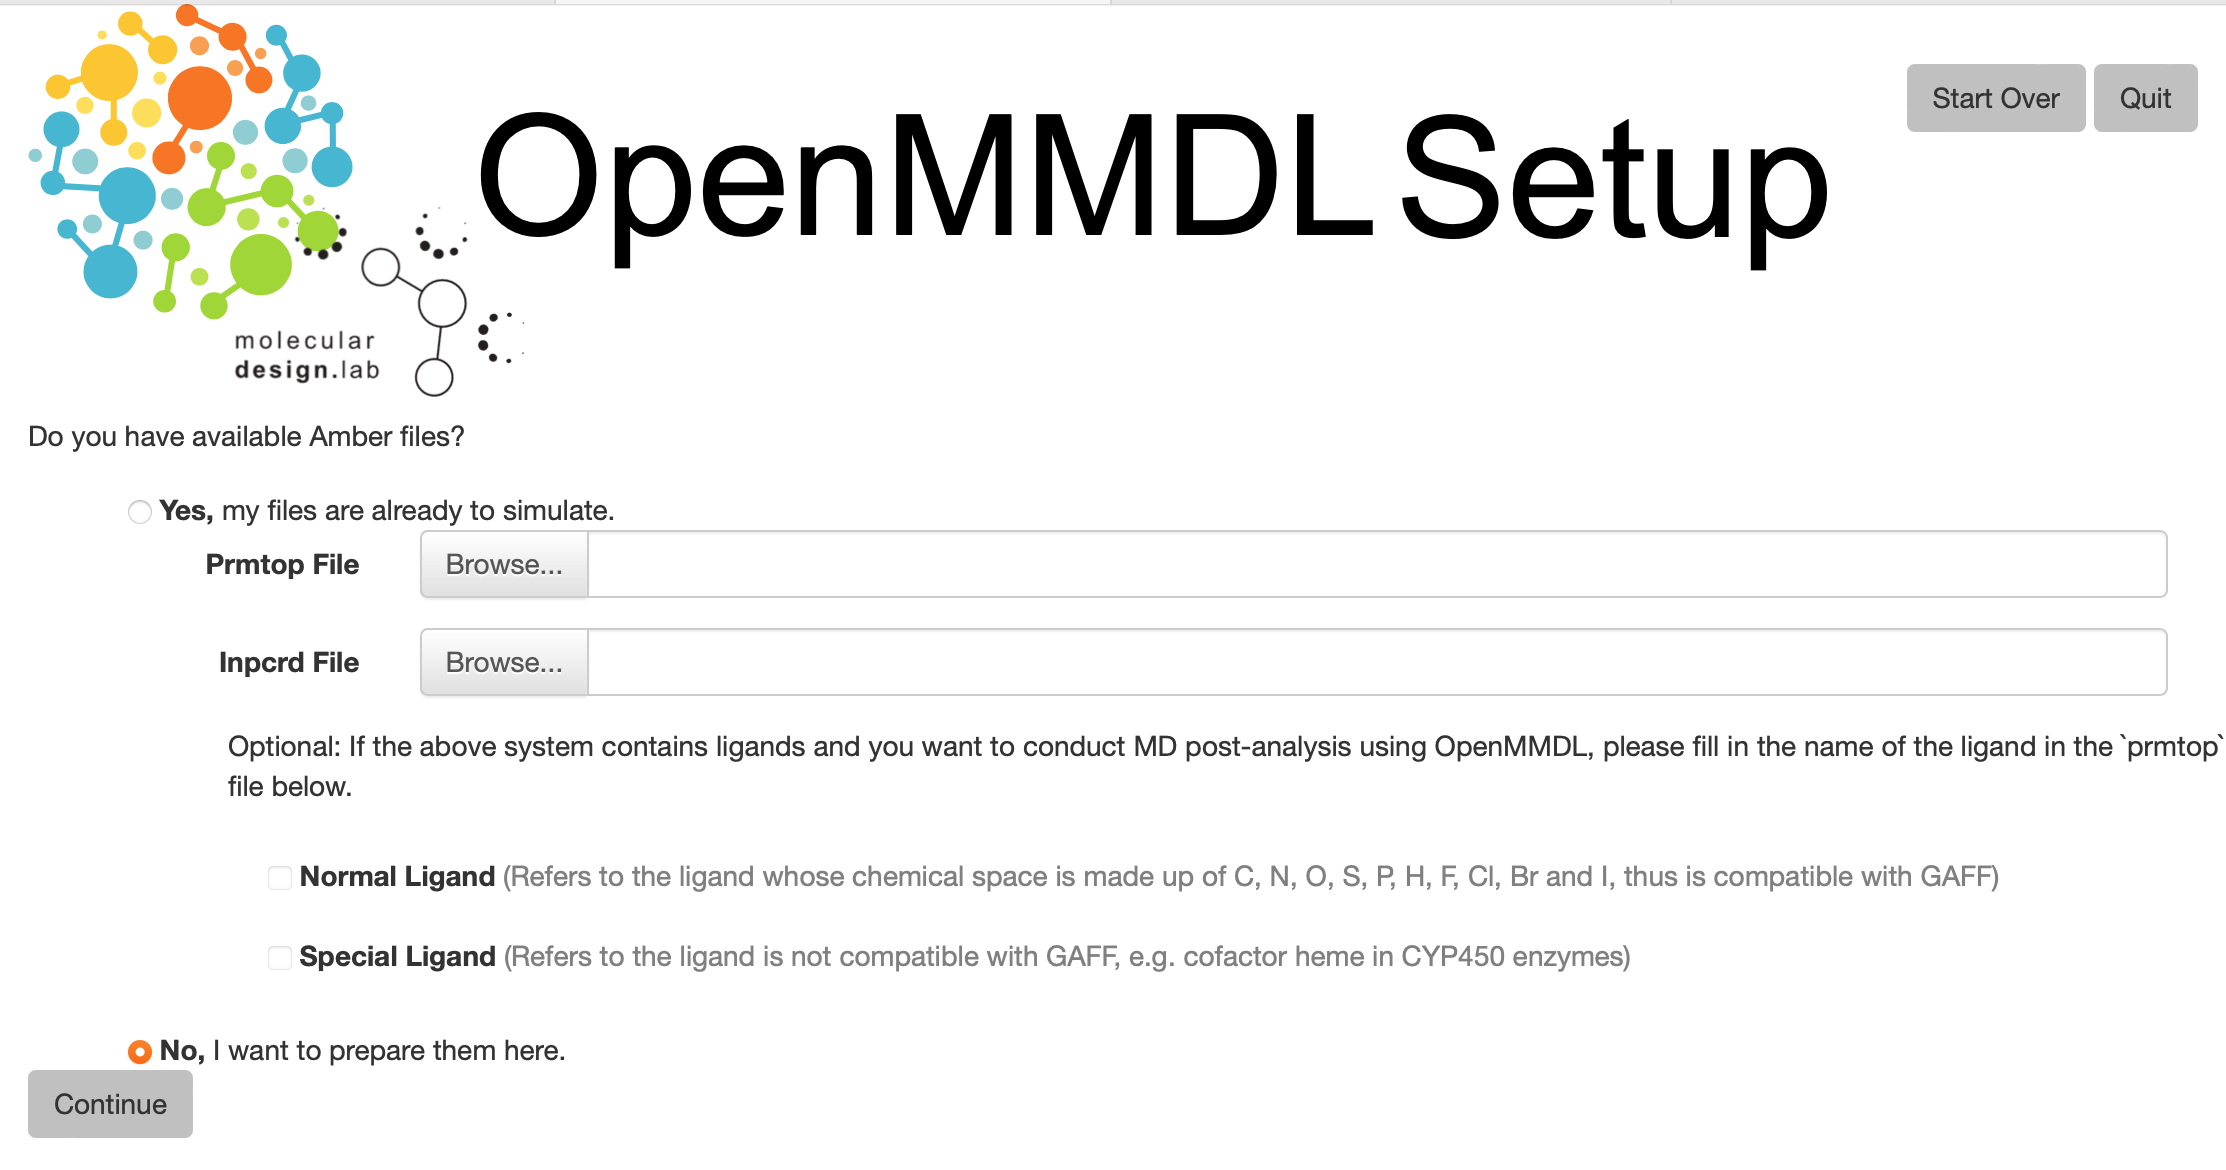 Start Over Quit
OpenMMDL Setup
molecular
design.lab
Do you have available Amber files?
Yes, my files are already to simulate.
Prmtop File Browse...
Inpcrd File Browse...
Optional: If the above system contains ligands and you want to conduct MD post-analysis using OpenMMDL, please fill in the name of the ligand in the `prmtop`
file below.
Normal Ligand (Refers to the ligand whose chemical space is made up of C, N, O, S, P, H, F, Cl, Br and I, thus is compatible with GAFF)
Special Ligand (Refers to the ligand is not compatible with GAFF, e.g. cofactor heme in CYP450 enzymes)
No, I want to prepare them here.
Continue